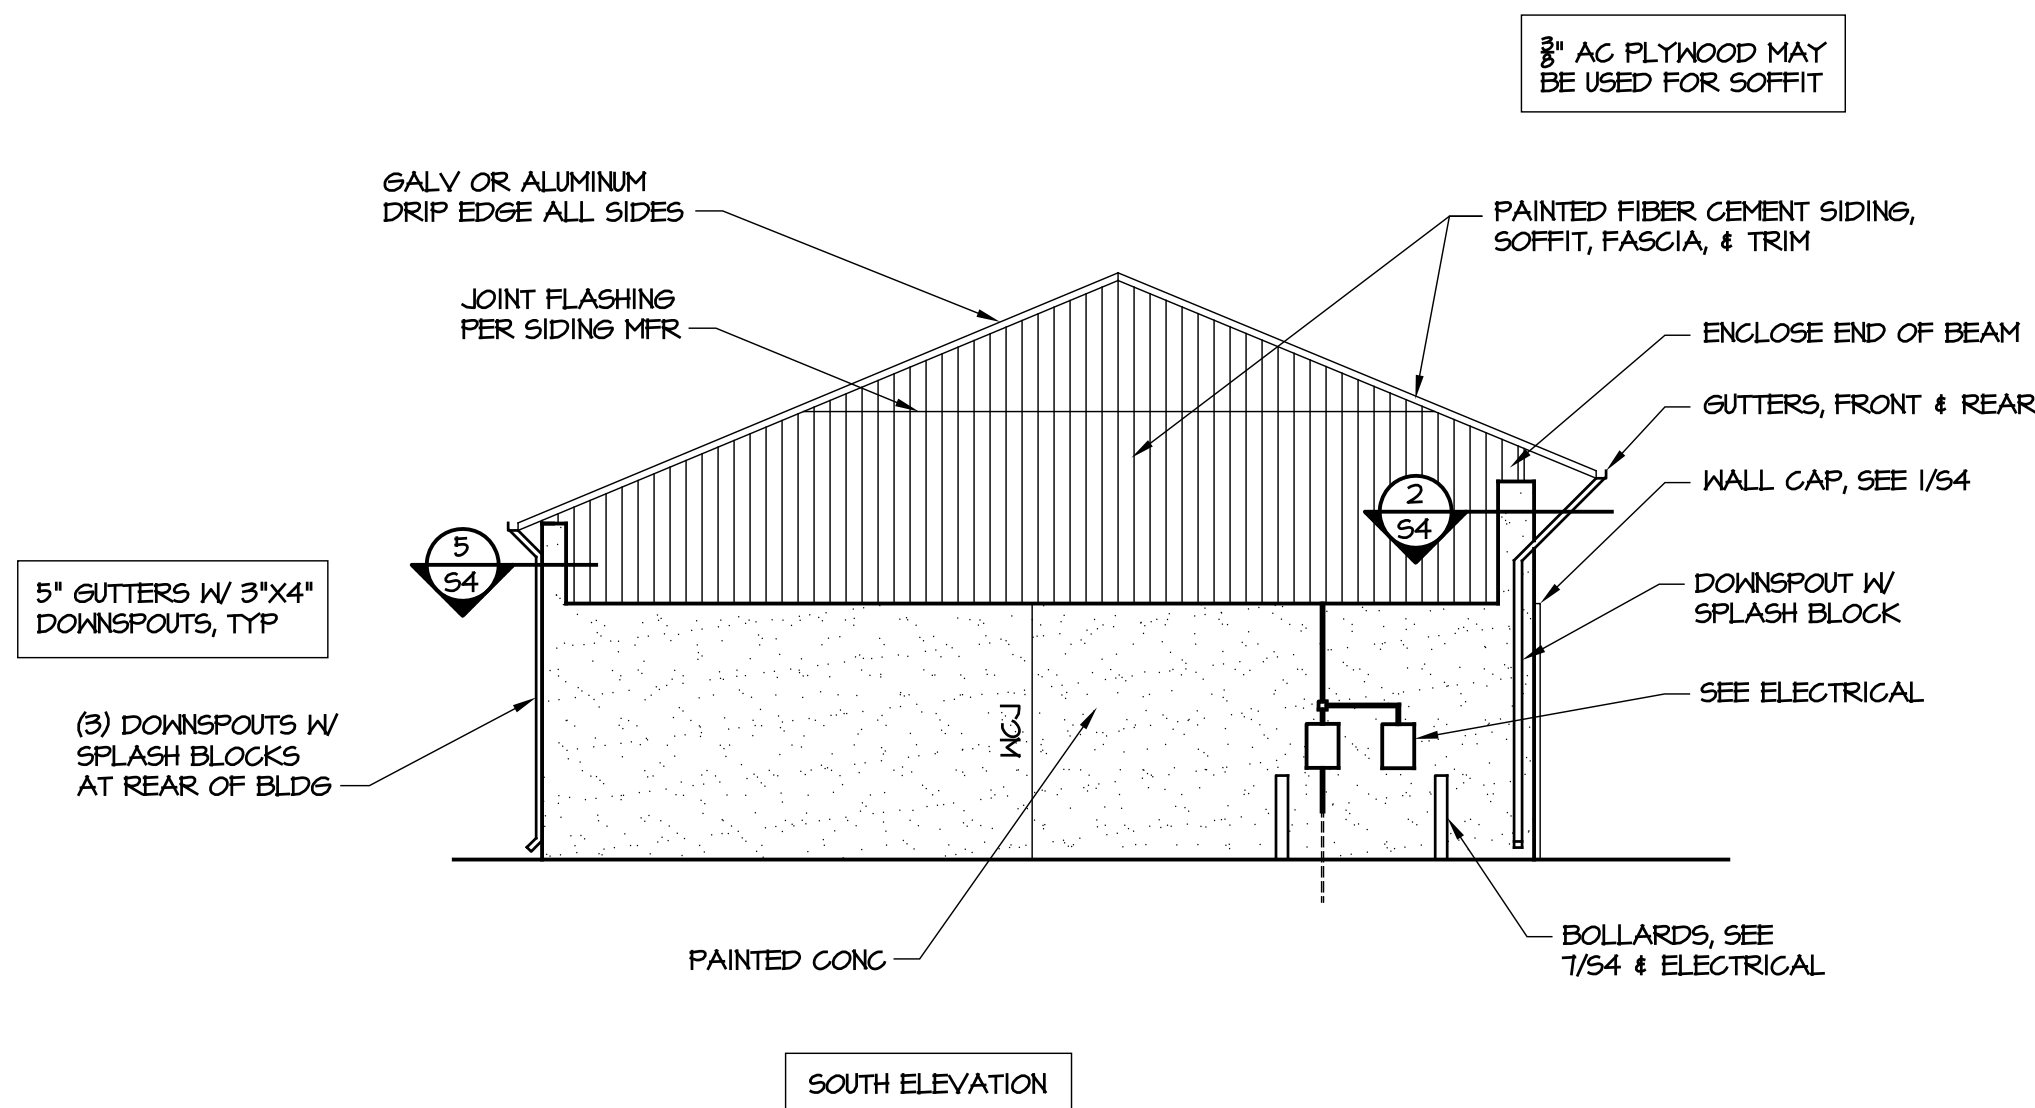 3/8" AC PLYWOOD MAY
BE USED FOR SOFFIT
GALV OR ALUMINUM
DRIP EDGE ALL SIDES
PAINTED FIBER CEMENT SIDING,
SOFFIT, FASCIA, & TRIM
JOINT FLASHING
PER SIDING MFR
ENCLOSE END OF BEAM
GUTTERS, FRONT & REAR
WALL CAP, SEE 1/S4
2
S4
5
S4
5" GUTTERS W/ 3"X4"
DOWNSPOUTS, TYP
DOWNSPOUT W/
SPLASH BLOCK
SEE ELECTRICAL
(3) DOWNSPOUTS W/
SPLASH BLOCKS
AT REAR OF BLDG
WCJ
PAINTED CONC
BOLLARDS, SEE
7/S4 & ELECTRICAL
SOUTH ELEVATION